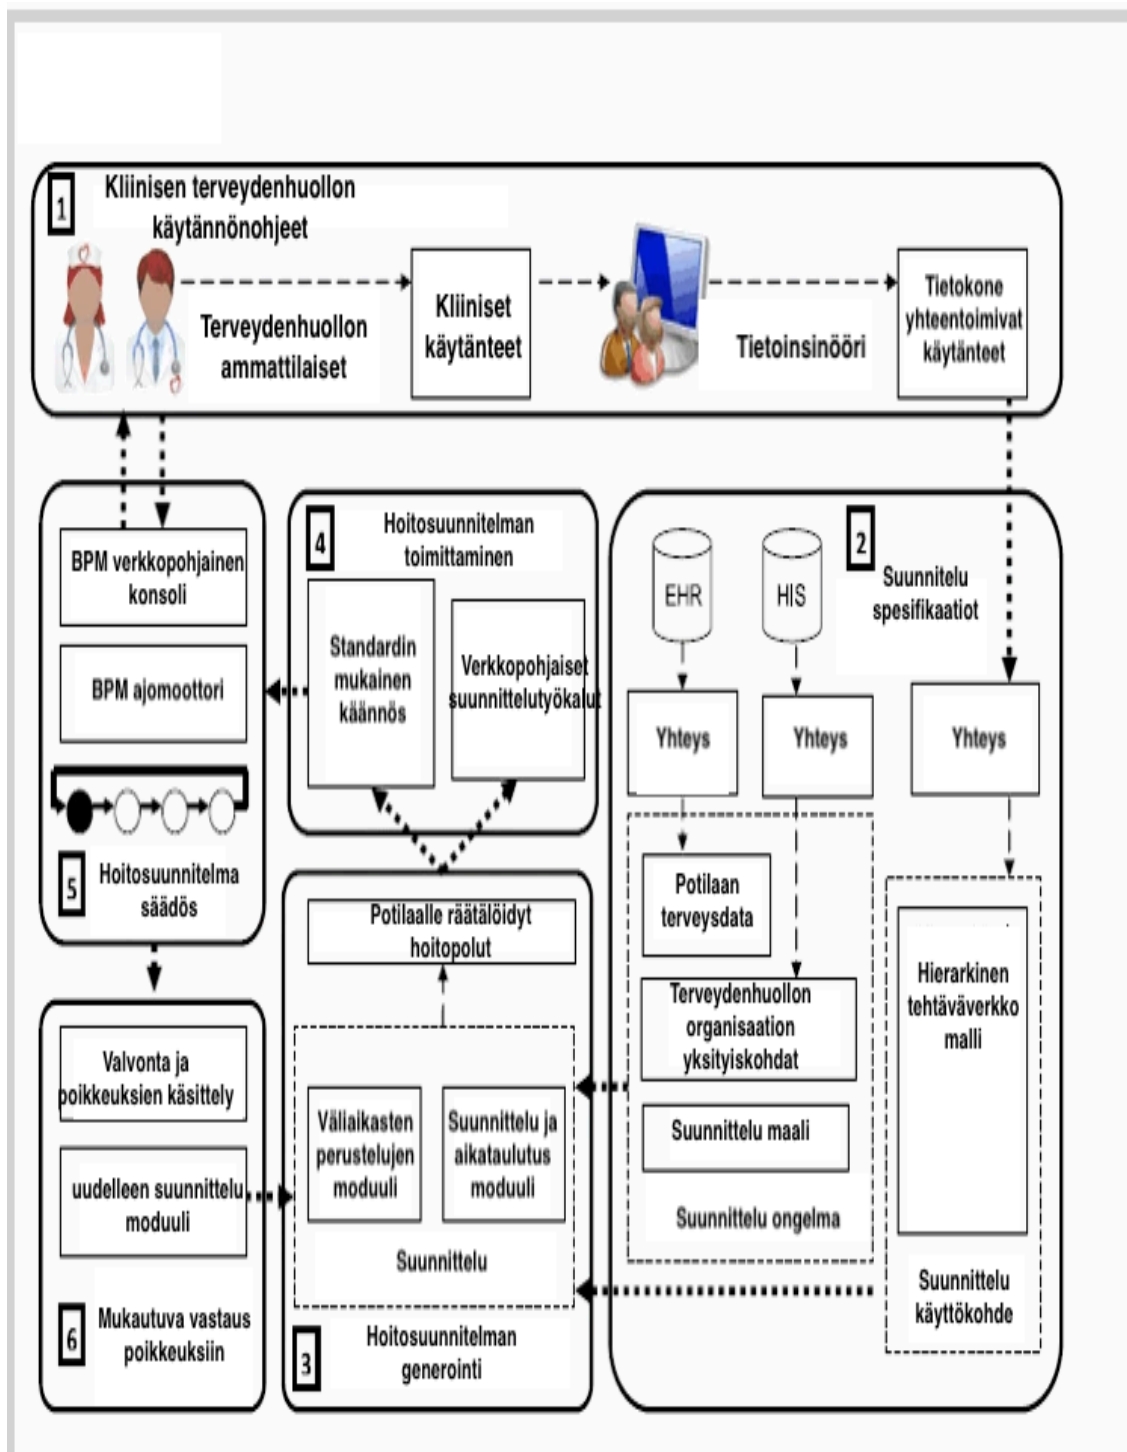 1
Kliinisen terveydenhuollon
käytännönohjeet
Terveydenhuollon
ammattilaiset
Kliiniset
käytänteet
Tietoinsinööri
Tietokone
yhteentoimivat
käytänteet
BPM verkkopohjainen
konsoli
BPM ajomoottori
5
Hoitosuunnitelma
säädös
4
Hoitosuunnitelman
toimittaminen
Standardin
mukainen
käännös
Verkkopohjaiset
suunnittelutyökalut
2
Suunnitelu
spesifikaatiot
EHR
HIS
Yhteys
Yhteys
Yhteys
Potilaan
terveysdata
Terveydenhuollon
organisaation
yksityiskohdat
Suunnittelu maali
Suunnittelu ongelma
Hierarkinen
tehtäväverkko
malli
Suunnittelu
käyttökohde
Potilaalle räätälöidyt
hoitopolut
Väliaikasten
perustelujen
moduuli
Suunnittelu ja
aikataulutus
moduuli
Suunnittelu
3
Hoitosuunnitelman
generointi
Valvonta ja
poikkeuksien käsittely
uudelleen suunnittelu
moduuli
6
Mukautuva vastaus
poikkeuksiin